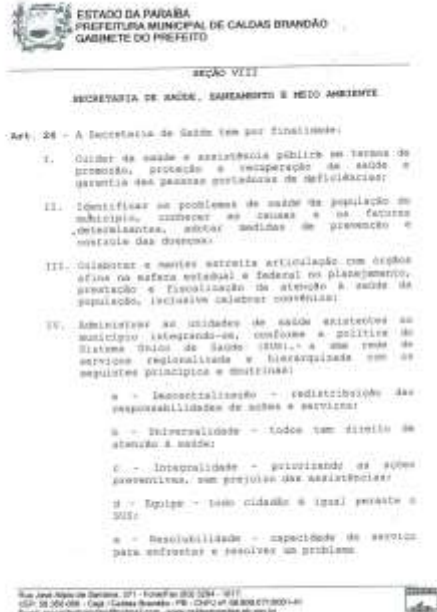 ESTADO DA PARAÍBA
PREFEITURA MUNICIPAL DE CALDAS BRANDÃO
GABINETE DO PREFEITO
SEÇÃO VIII
SECRETARIA DE SAÚDE, SANEAMENTO E MEIO AMBIENTE
Art. 26 - A Secretaria de Saúde tem por finalidade:
I. Cuidar da saúde e assistência pública em termos de
promoção, proteção e recuperação da saúde e
garantia das pessoas portadoras de deficiências;
II. Identificar os problemas de saúde da população do
município, conhecer as causas e os fatores
determinantes, adotar medidas de prevenção e
controle das doenças;
III. Colaborar e manter estreita articulação com órgãos
afins na esfera estadual e federal no planejamento,
prestação e fiscalização da atenção à saúde da
população, inclusive celebrar convênios;
IV. Administrar as unidades de saúde existentes no
município integrando-as, conforme a política do
Sistema Único de Saúde (SUS), a uma rede de
serviços regionalizada e hierarquizada com os
seguintes princípios e doutrinas:
a - Descentralização - redistribuição das
responsabilidades de ações e serviços;
b - Universalidade - todos tem direito de
atenção à saúde;
c - Integralidade - priorizando as ações
preventivas, sem prejuízo das assistências;
d - Equipe - todo cidadão é igual perante o
SUS;
e - Resolubilidade - capacidade do serviço
para enfrentar e resolver um problema
Rua José Alípio de Santana, 371 -